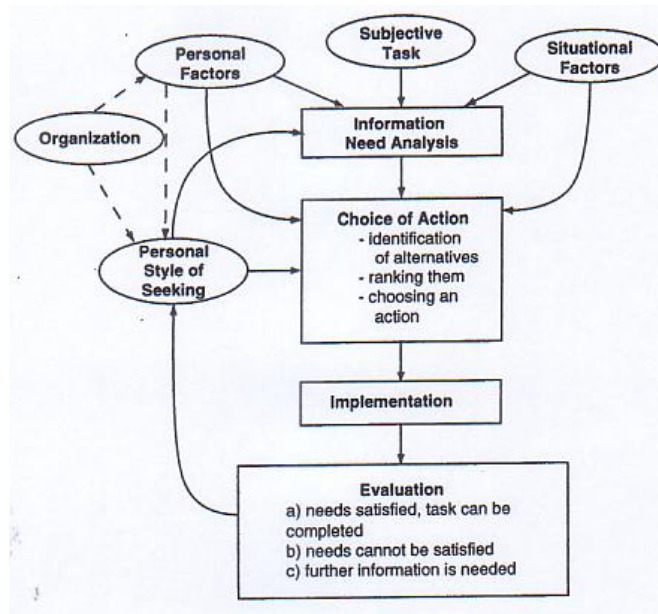 Personal
Factors
Subjective
Task
Situational
Factors
Organization
Information
Need Analysis
Personal
Style of
Seeking
Choice of Action
- identification
of alternatives
- ranking them
- choosing an
action
Implementation
Evaluation
a) needs satisfied, task can be
completed
b) needs cannot be satisfied
c) further information is needed